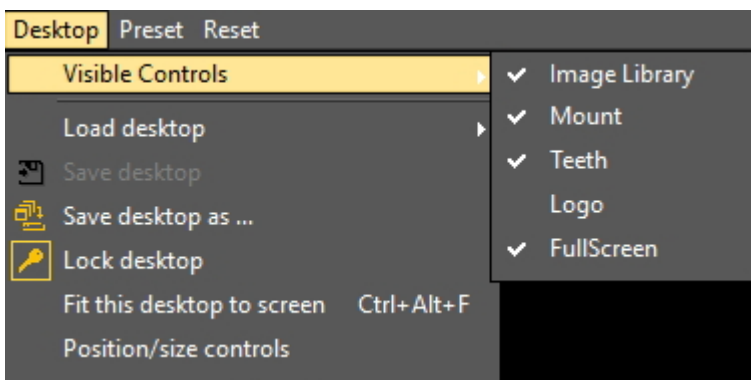 Desktop Preset Reset
Visible Controls
Load desktop
Save desktop
Save desktop as ...
Lock desktop
Fit this desktop to screen Ctrl+Alt+F
Position/size controls
Image Library
Mount
Teeth
Logo
FullScreen